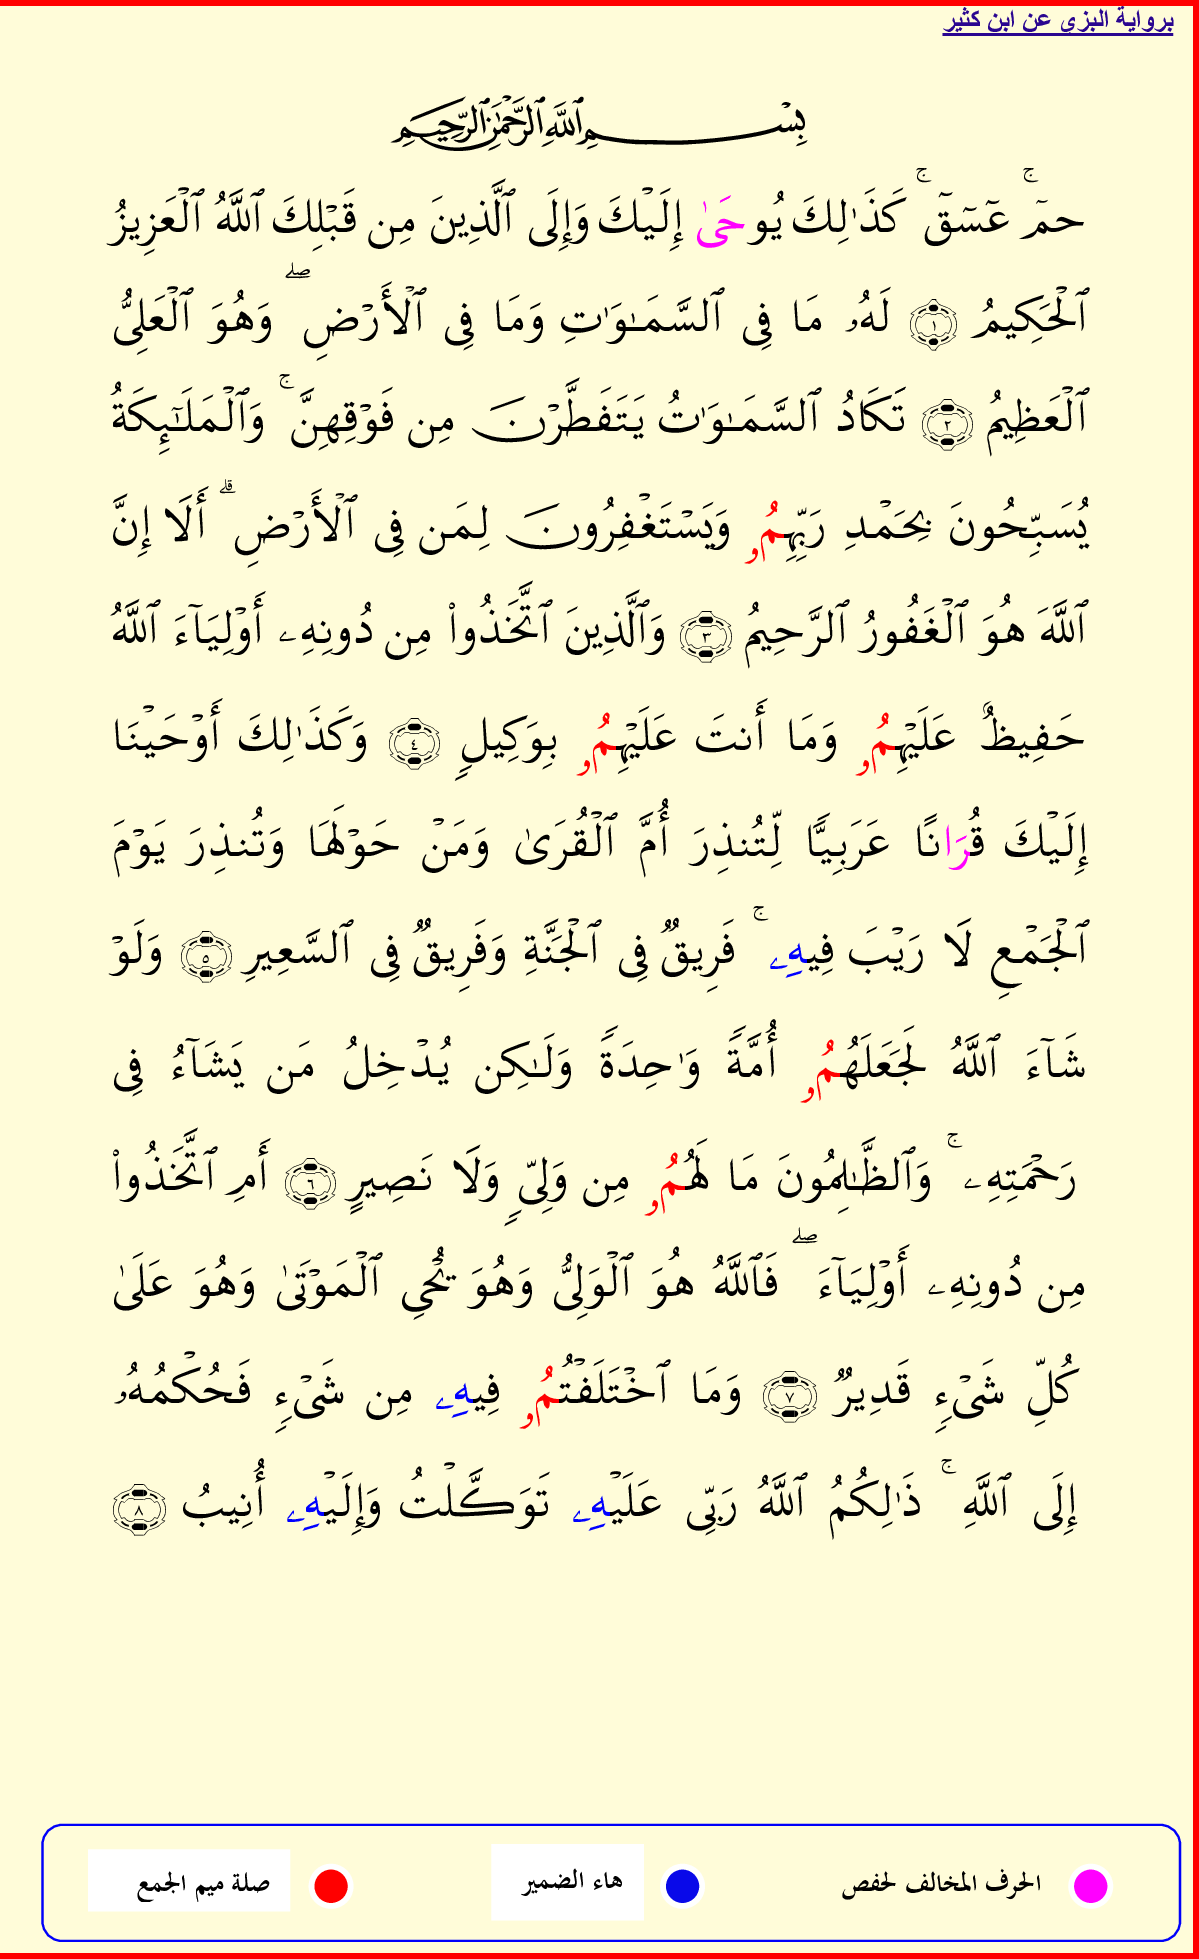 برواية البزى عن ابن كثير
بِسْمِ ٱللَّهِ ٱلرَّحْمَٰنِ ٱلرَّحِيمِ
حمٓ ۚ عٓسٓقٓ ۚ كَذَٰلِكَ يُوحَىٰ إِلَيْكَ وَإِلَى ٱلَّذِينَ مِن قَبْلِكَ ٱللَّهُ ٱلْعَزِيزُ
ٱلْحَكِيمُ ١ لَهُۥ مَا فِى ٱلسَّمَـٰوَٰتِ وَمَا فِى ٱلْأَرْضِ ۖ وَهُوَ ٱلْعَلِىُّ
ٱلْعَظِيمُ ٢ تَكَادُ ٱلسَّمَـٰوَٰتُ يَتَفَطَّرْنَ مِن فَوْقِهِنَّ ۚ وَٱلْمَلَـٰٓئِكَةُ
يُسَبِّحُونَ بِحَمْدِ رَبِّهِمُۥ وَيَسْتَغْفِرُونَ لِمَن فِى ٱلْأَرْضِ ۗ أَلَا إِنَّ
ٱللَّهَ هُوَ ٱلْغَفُورُ ٱلرَّحِيمُ ٣ وَٱلَّذِينَ ٱتَّخَذُوا۟ مِن دُونِهِۦ أَوْلِيَآءَ ٱللَّهُ
حَفِيظٌ عَلَيْهِمُۥ وَمَا أَنتَ عَلَيْهِمُۥ بِوَكِيلٍ ٤ وَكَذَٰلِكَ أَوْحَيْنَا
إِلَيْكَ قُرَانًا عَرَبِيًّا لِّتُنذِرَ أُمَّ ٱلْقُرَىٰ وَمَنْ حَوْلَهَا وَتُنذِرَ يَوْمَ
ٱلْجَمْعِ لَا رَيْبَ فِيهِۦ ۚ فَرِيقٌ فِى ٱلْجَنَّةِ وَفَرِيقٌ فِى ٱلسَّعِيرِ ٥ وَلَوْ
شَآءَ ٱللَّهُ لَجَعَلَهُمُۥ أُمَّةً وَٰحِدَةً وَلَـٰكِن يُدْخِلُ مَن يَشَآءُ فِى
رَحْمَتِهِۦ ۚ وَٱلظَّـٰلِمُونَ مَا لَهُمُۥ مِن وَلِىٍّ وَلَا نَصِيرٍ ٦ أَمِ ٱتَّخَذُوا۟
مِن دُونِهِۦ أَوْلِيَآءَ ۖ فَٱللَّهُ هُوَ ٱلْوَلِىُّ وَهُوَ يُحْىِ ٱلْمَوْتَىٰ وَهُوَ عَلَىٰ
كُلِّ شَىْءٍ قَدِيرٌ ٧ وَمَا ٱخْتَلَفْتُمُۥ فِيهِۦ مِن شَىْءٍ فَحُكْمُهُۥ
إِلَى ٱللَّهِ ۚ ذَٰلِكُمُ ٱللَّهُ رَبِّى عَلَيْهِۦ تَوَكَّلْتُ وَإِلَيْهِۦ أُنِيبُ ٨
الحرف المخالف لحفص هاء الضمير صلة ميم الجمع